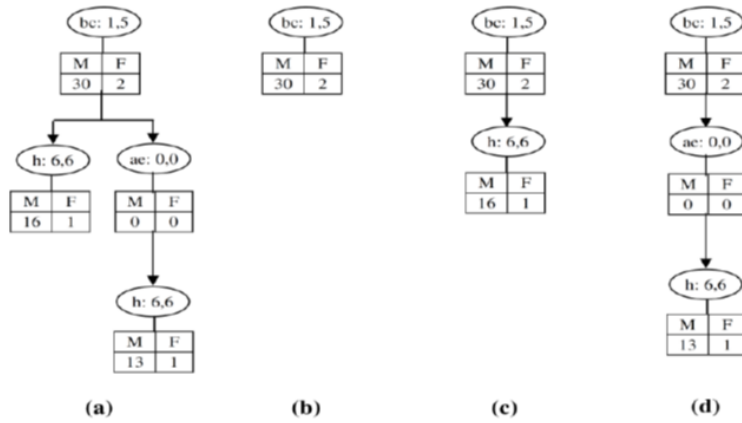 bc: 1,5 bc: 1,5 bc: 1,5 bc: 1,5
M F M F M F M F
30 2 30 2 30 2 30 2
h: 6,6 ae: 0,0 h: 6,6 ae: 0,0
M F M F M F M F
16 1 0 0 16 1 0 0
h: 6,6 h: 6,6
M F M F
13 1 13 1
(a) (b) (c) (d)